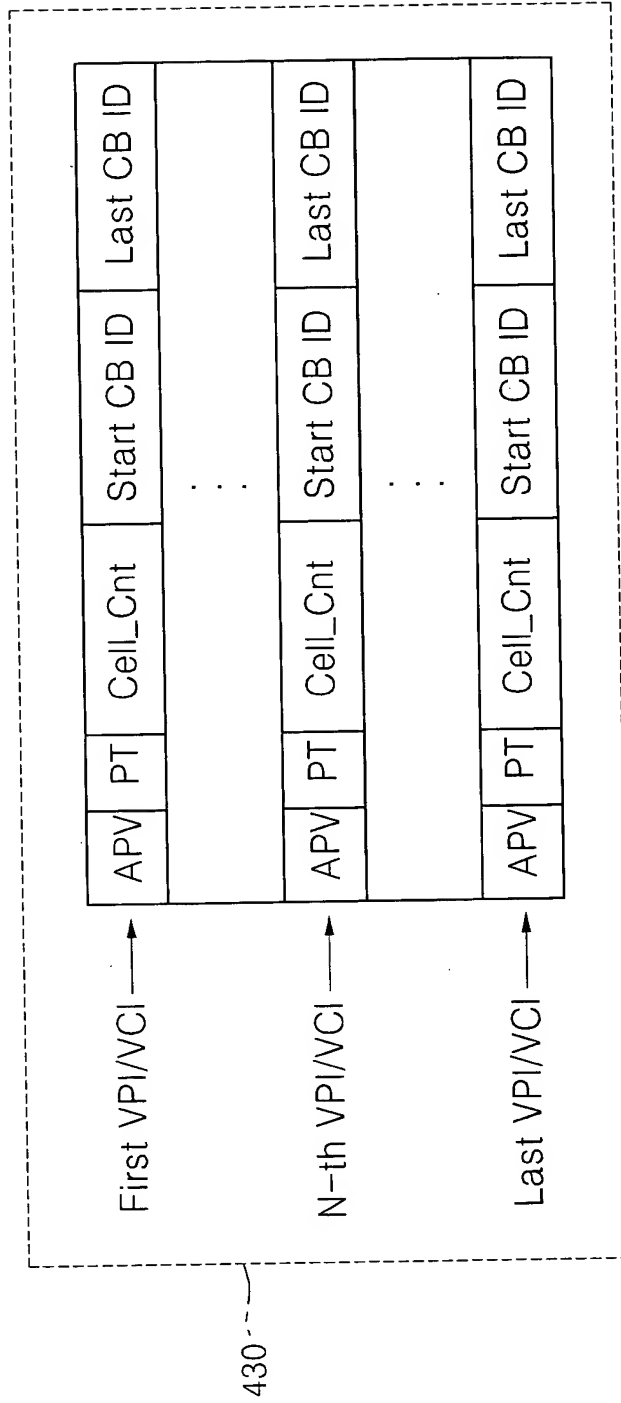 430
First VPI/VCI APV PT Cell_Cnt Start CB ID Last CB ID
. . .
N-th VPI/VCI APV PT Cell_Cnt Start CB ID Last CB ID
. . .
Last VPI/VCI APV PT Cell_Cnt Start CB ID Last CB ID